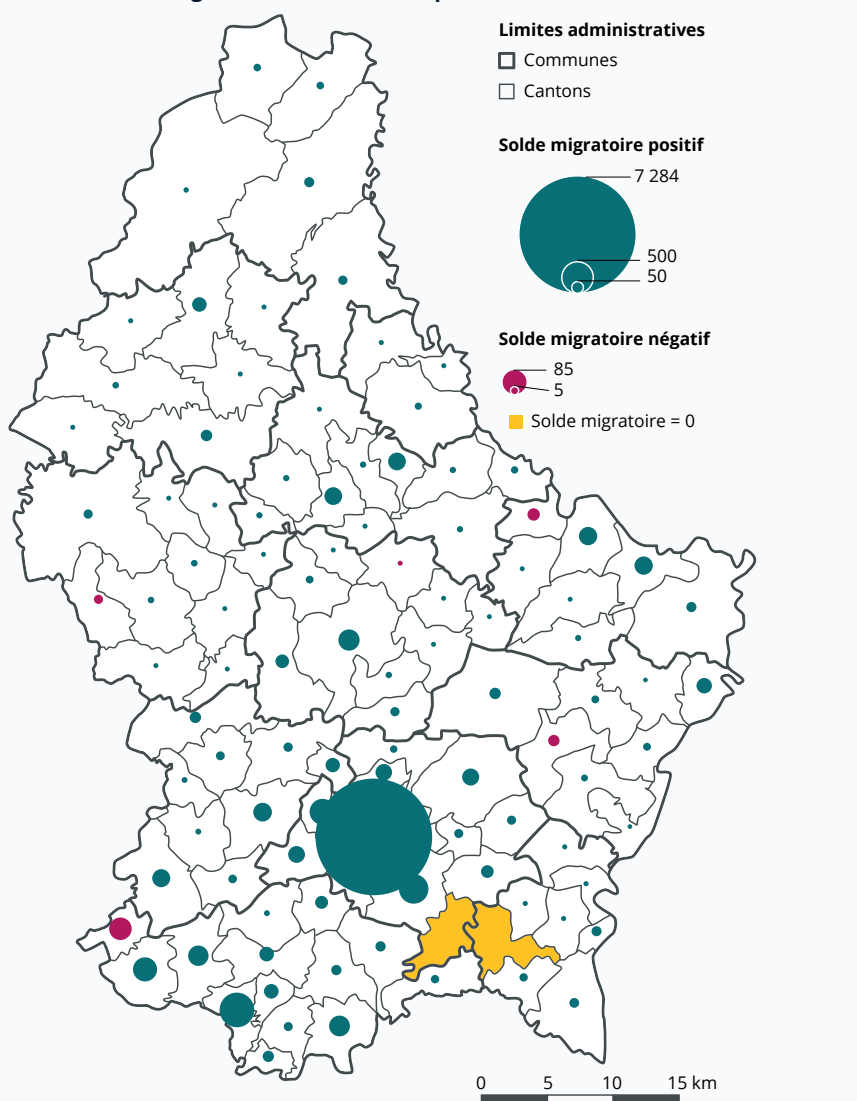 Limites administratives
Communes
Cantons
Solde migratoire positif
7 284
500
50
Solde migratoire négatif
85
5
Solde migratoire = 0
0 5 10 15 km